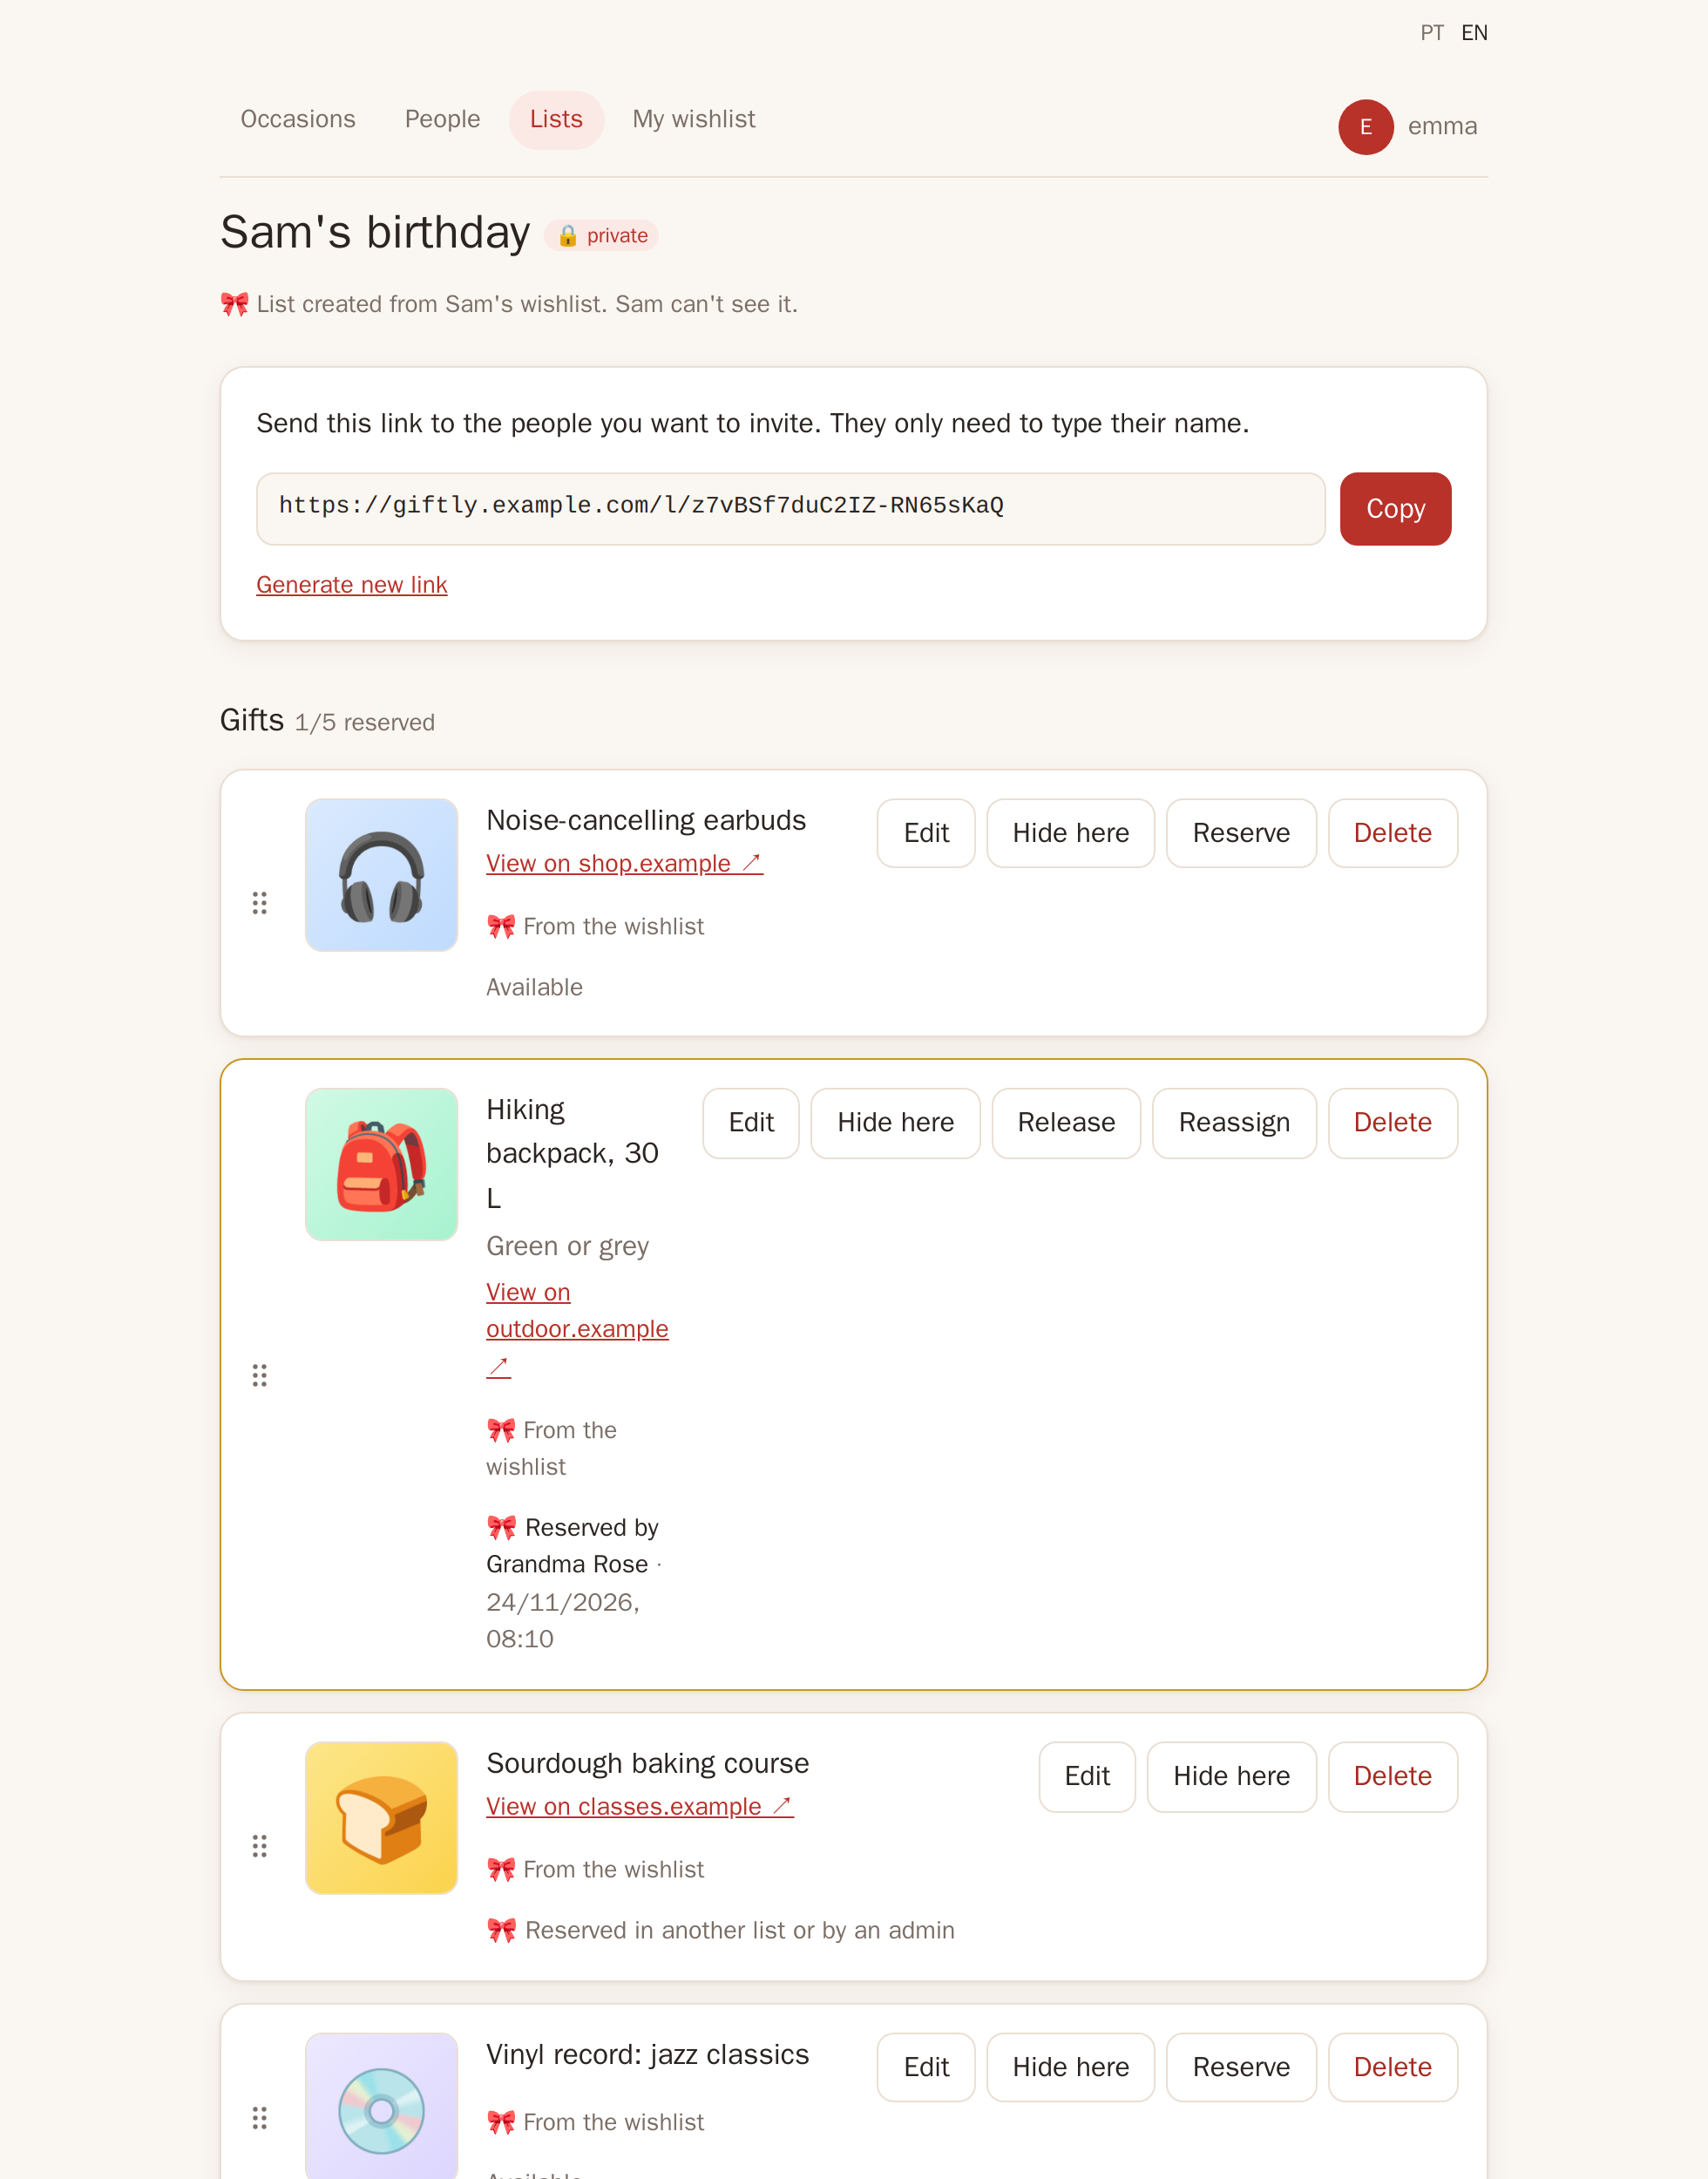 PT EN
Occasions People Lists My wishlist E emma
Sam's birthday 🔒 private
🎀 List created from Sam's wishlist. Sam can't see it.
Send this link to the people you want to invite. They only need to type their name.
https://giftly.example.com/l/z7vBSf7duC2IZ-RN65sKaQ Copy
Generate new link
Gifts 1/5 reserved
Noise-cancelling earbuds
View on shop.example ↗
🎀 From the wishlist
Available
Edit Hide here Reserve Delete
Hiking
backpack, 30
L
Green or grey
View on
outdoor.example
↗
🎀 From the
wishlist
🎀 Reserved by
Grandma Rose ·
24/11/2026,
08:10
Edit Hide here Release Reassign Delete
Sourdough baking course
View on classes.example ↗
🎀 From the wishlist
🎀 Reserved in another list or by an admin
Edit Hide here Delete
Vinyl record: jazz classics
🎀 From the wishlist
Edit Hide here Reserve Delete